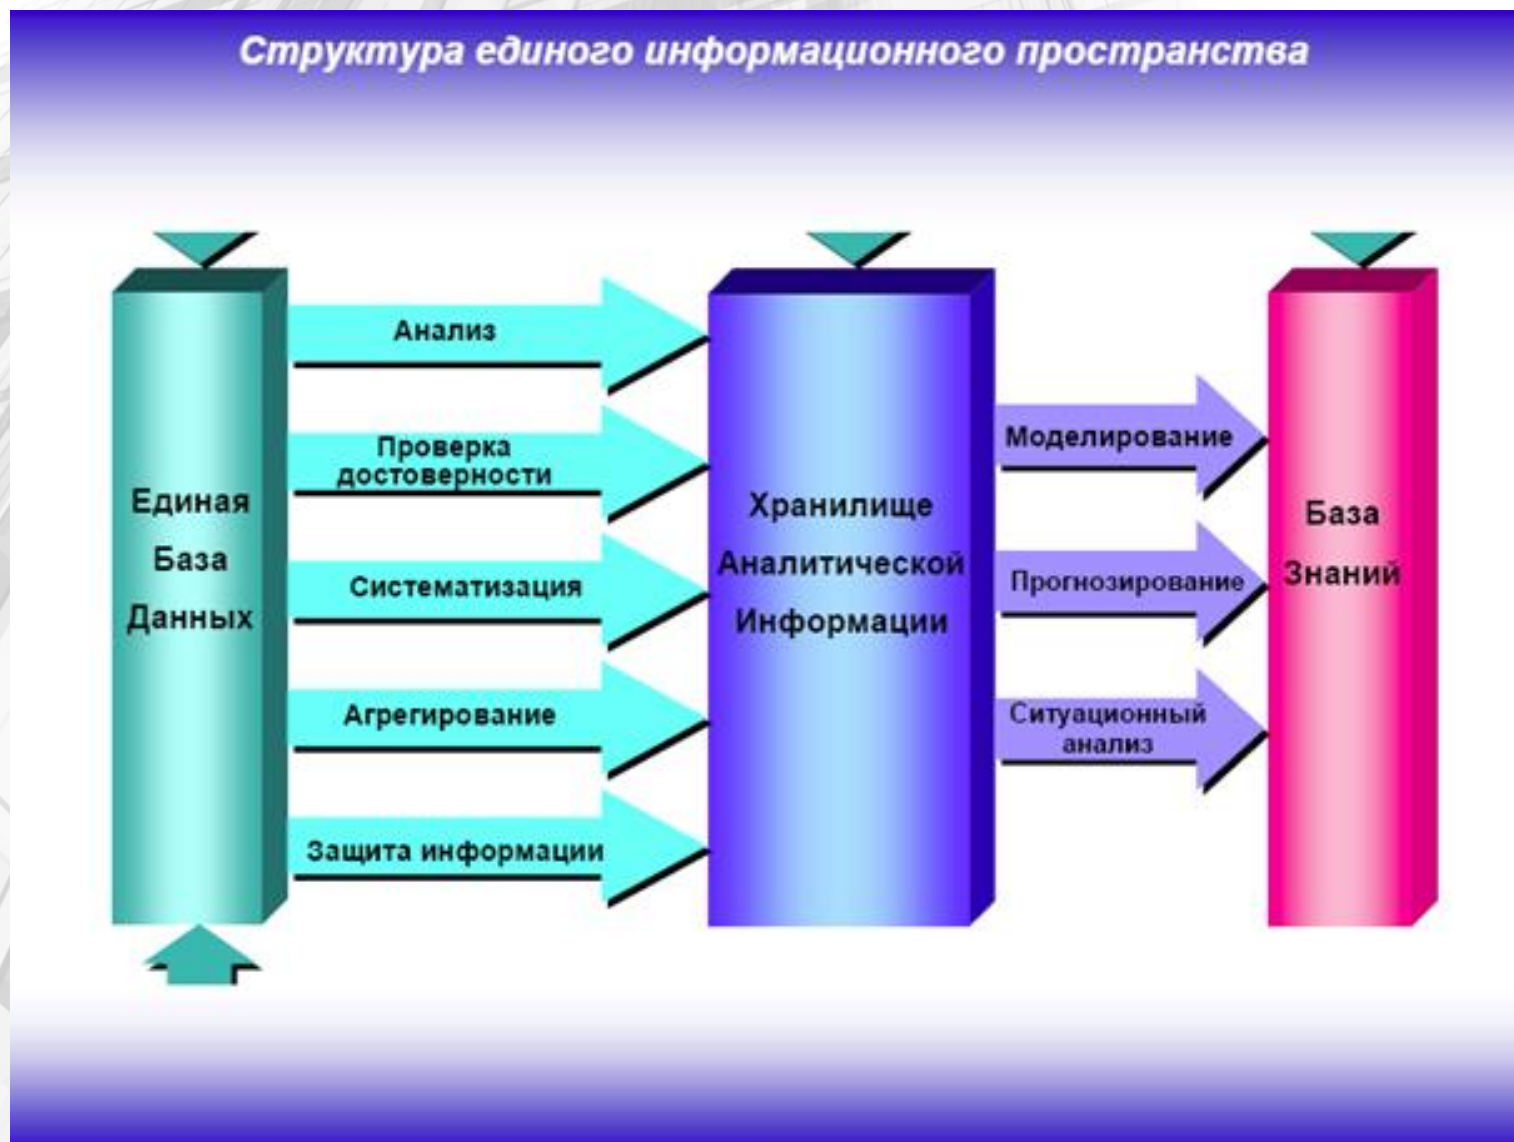 Структура единого информационного пространства
Единая
База
Данных
Анализ
Проверка
достоверности
Систематизация
Агрегирование
Защита информации
Хранилище
Аналитической
Информации
Моделирование
Прогнозирование
Ситуационный
анализ
База
Знаний